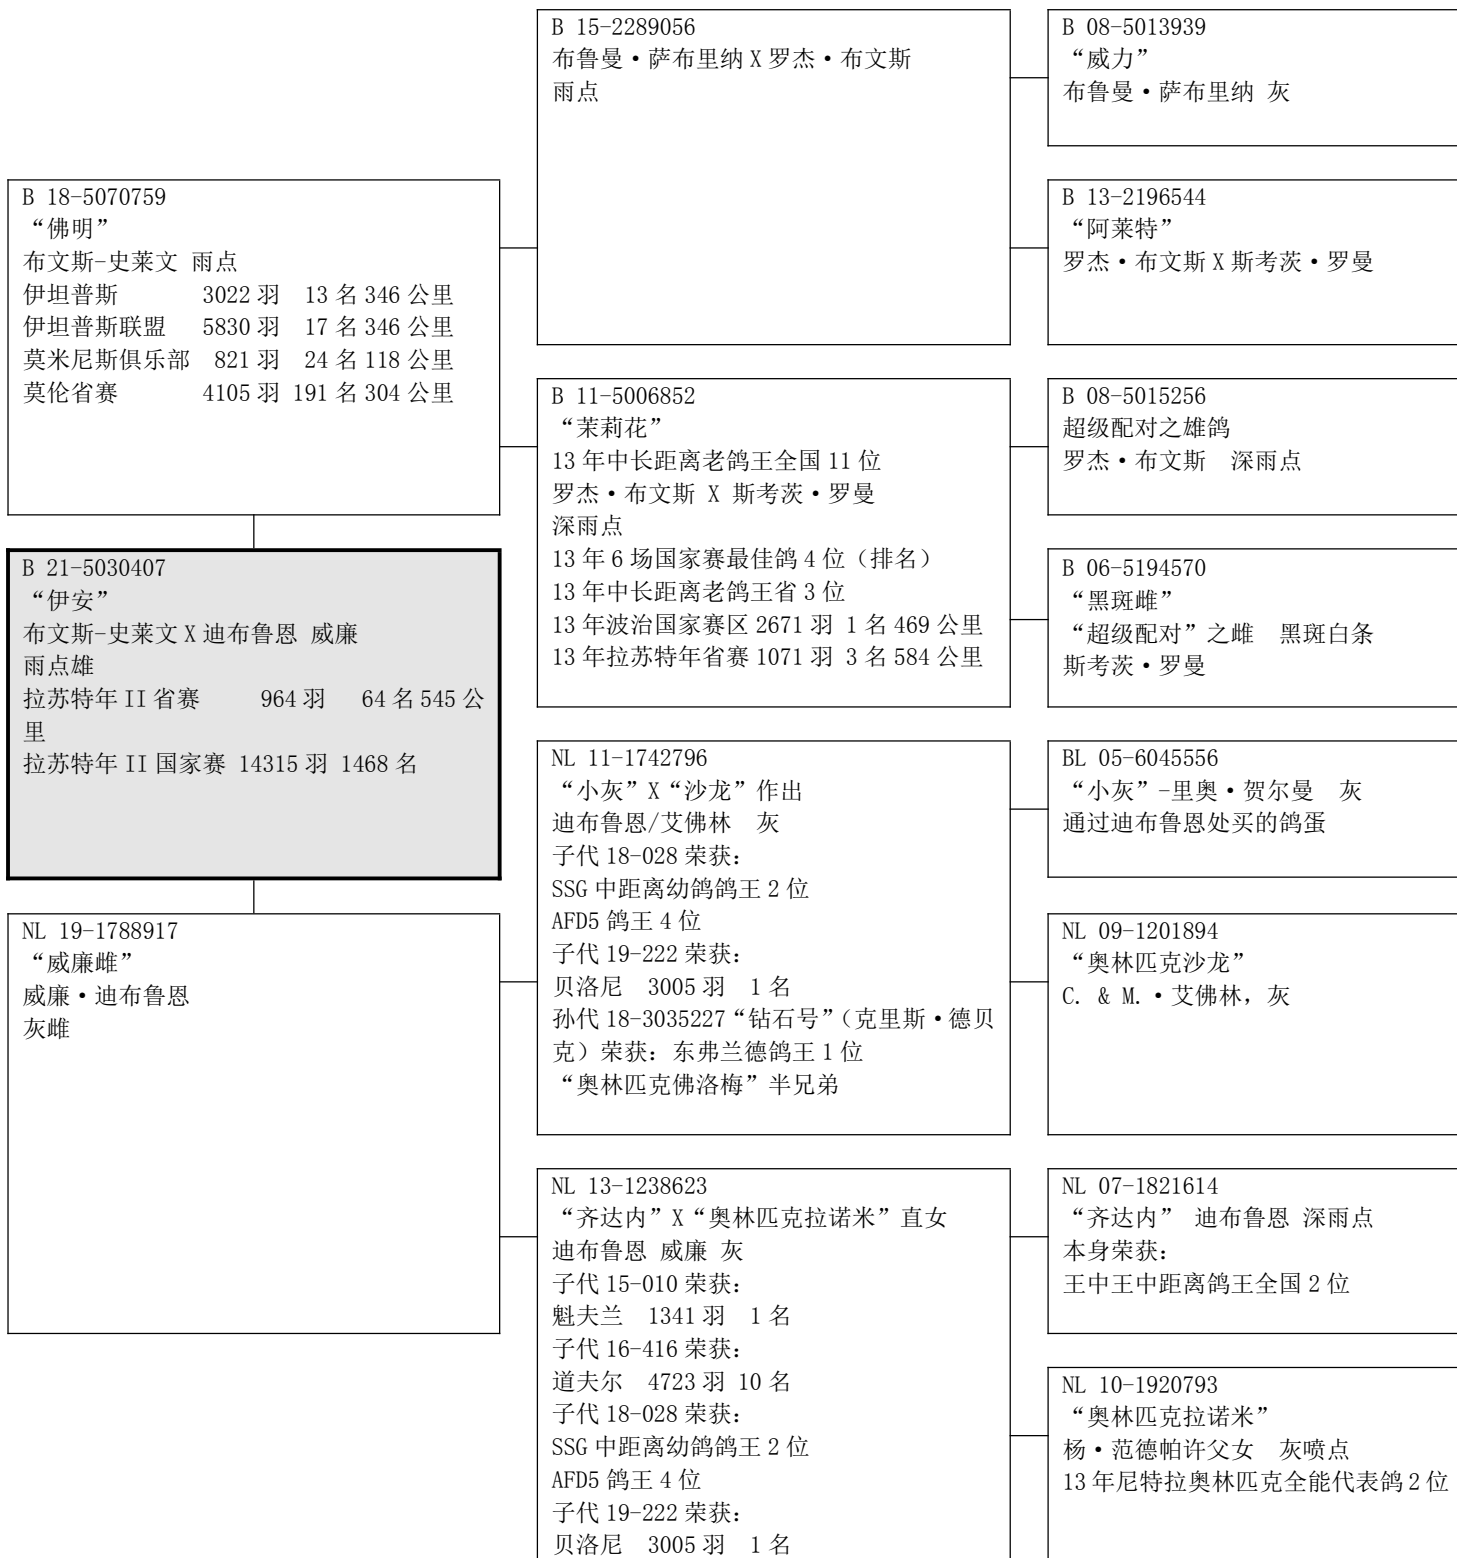 B 15-2289056
布鲁曼•萨布里纳 X 罗杰•布文斯
雨点
B 08-5013939
“威力”
布鲁曼•萨布里纳 灰
B 13-2196544
“阿莱特”
罗杰•布文斯 X 斯考茨•罗曼
B 18-5070759
“佛明”
布文斯-史莱文 雨点
伊坦普斯 3022 羽 13 名 346 公里
伊坦普斯联盟 5830 羽 17 名 346 公里
莫米尼斯俱乐部 821 羽 24 名 118 公里
莫伦省赛 4105 羽 191 名 304 公里
B 11-5006852
“茉莉花”
13 年中长距离老鸽王全国 11 位
罗杰•布文斯 X 斯考茨•罗曼
深雨点
13 年 6 场国家赛最佳鸽 4 位（排名）
13 年中长距离老鸽王省 3 位
13 年波治国家赛区 2671 羽 1 名 469 公里
13 年拉苏特年省赛 1071 羽 3 名 584 公里
B 08-5015256
超级配对之雄鸽
罗杰•布文斯 深雨点
B 06-5194570
“黑斑雌”
“超级配对”之雌 黑斑白条
斯考茨•罗曼
B 21-5030407
“伊安”
布文斯-史莱文 X 迪布鲁恩 威廉
雨点雄
拉苏特年 II 省赛 964 羽 64 名 545 公
里
拉苏特年 II 国家赛 14315 羽 1468 名
NL 11-1742796
“小灰”X“沙龙”作出
迪布鲁恩/艾佛林 灰
子代 18-028 荣获：
SSG 中距离幼鸽鸽王 2 位
AFD5 鸽王 4 位
子代 19-222 荣获：
贝洛尼 3005 羽 1 名
孙代 18-3035227“钻石号”（克里斯•德贝
克）荣获：东弗兰德鸽王 1 位
“奥林匹克佛洛梅”半兄弟
BL 05-6045556
“小灰”-里奥•贺尔曼 灰
通过迪布鲁恩处买的鸽蛋
NL 09-1201894
“奥林匹克沙龙”
C. & M.•艾佛林，灰
NL 19-1788917
“威廉雌”
威廉•迪布鲁恩
灰雌
NL 13-1238623
“齐达内”X“奥林匹克拉诺米”直女
迪布鲁恩 威廉 灰
子代 15-010 荣获：
魁夫兰 1341 羽 1 名
子代 16-416 荣获：
道夫尔 4723 羽 10 名
子代 18-028 荣获：
SSG 中距离幼鸽鸽王 2 位
AFD5 鸽王 4 位
子代 19-222 荣获：
贝洛尼 3005 羽 1 名
NL 07-1821614
“齐达内” 迪布鲁恩 深雨点
本身荣获：
王中王中距离鸽王全国 2 位
NL 10-1920793
“奥林匹克拉诺米”
杨•范德帕许父女 灰喷点
13 年尼特拉奥林匹克全能代表鸽 2 位